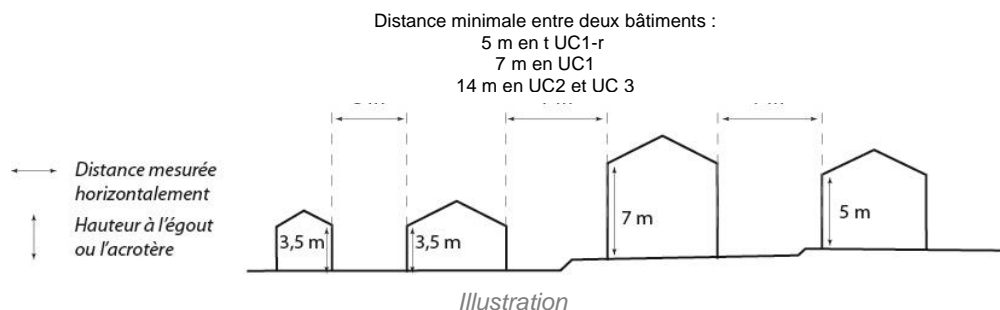 Distance minimale entre deux bâtiments :
5 m en t UC1-r
7 m en UC1
14 m en UC2 et UC 3
Distance mesurée
horizontalement
Hauteur à l'égout
ou l'acrotère
3,5 m
3,5 m
7 m
5 m
Illustration